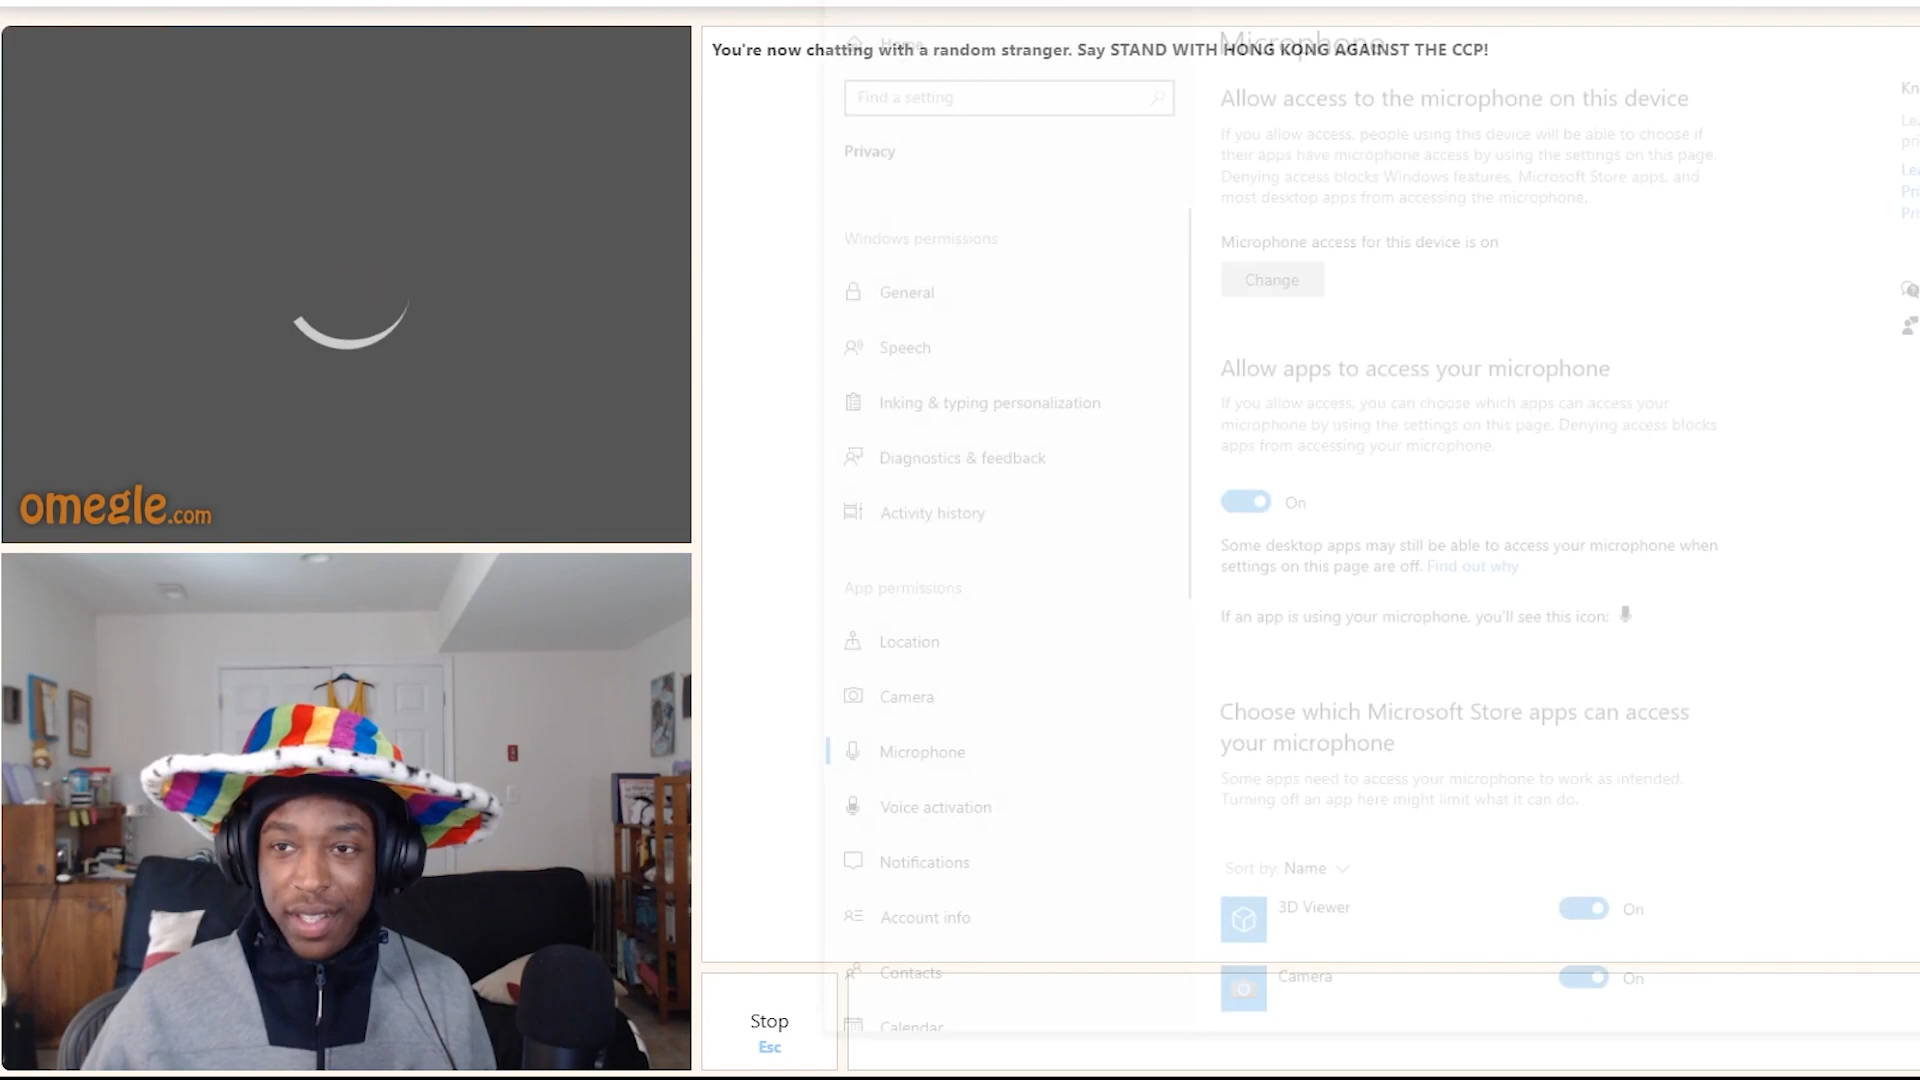 You're now chatting with a random stranger. Say STAND WITH HONG KONG AGAINST THE CCP!
Home
Find a setting
Privacy
Windows permissions
General
Speech
Inking & typing personalization
Diagnostics & feedback
Activity history
App permissions
Location
Camera
Microphone
Voice activation
Notifications
Account info
Contacts
Calendar
Microphone
Allow access to the microphone on this device
If you allow access, people using this device will be able to choose if
their apps have microphone access by using the settings on this page.
Denying access blocks Windows features, Microsoft Store apps, and
most desktop apps from accessing the microphone.
Microphone access for this device is on
Change
Allow apps to access your microphone
If you allow access, you can choose which apps can access your
microphone by using the settings on this page. Denying access blocks
apps from accessing your microphone.
On
Some desktop apps may still be able to access your microphone when
settings on this page are off. Find out why
If an app is using your microphone, you'll see this icon:
Choose which Microsoft Store apps can access
your microphone
Some apps need to access your microphone to work as intended.
Turning off an app here might limit what it can do.
Sort by: Name
3D Viewer
On
Camera
On
Kn
Lea
pri
Lea
Pri
Pri
omegle.com
Stop
Esc